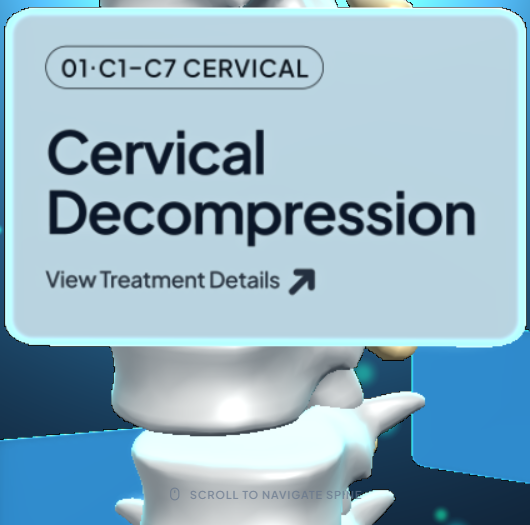 01·C1–C7 CERVICAL
Cervical
Decompression
View Treatment Details
SCROLL TO NAVIGATE SPINE